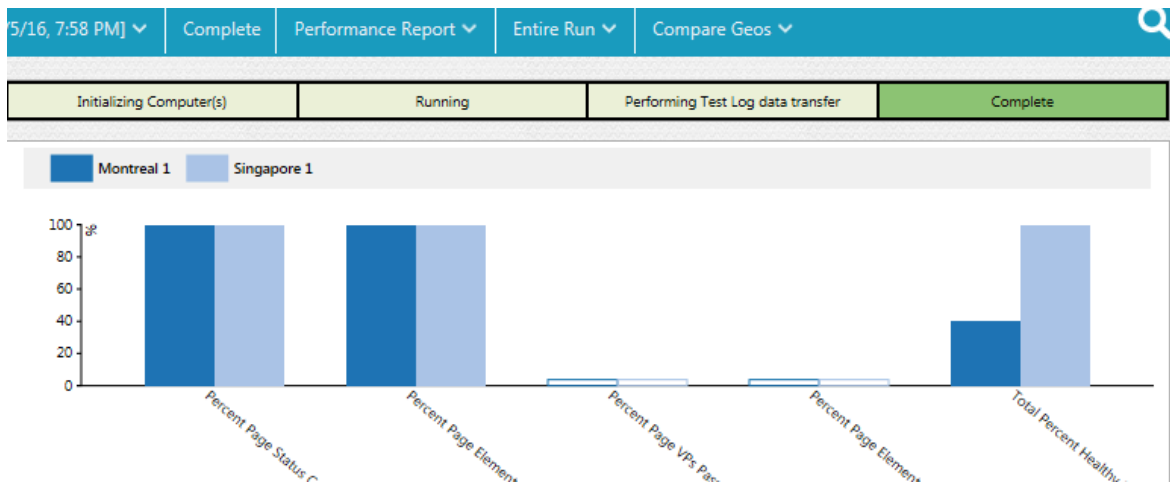 /5/16, 7:58 PM] Complete Performance Report Entire Run Compare Geos
Initializing Computer(s) Running Performing Test Log data transfer Complete
Montreal 1 Singapore 1
%
100
80
60
40
20
0
Percent Page Status
Percent Page
Percent Page VPs
Percent Page Element
Total Percent Healthy